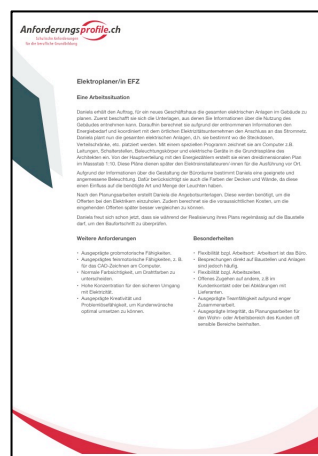 Anforderungsprofile.ch
Schulische Anforderungen
für die berufliche Grundbildung
Elektroplaner/in EFZ
Eine Arbeitssituation
Daniela erhält den Auftrag, für ein neues Geschäftshaus die gesamten elektrischen Anlagen im Gebäude zu
planen. Zuerst beschafft sie sich die Unterlagen, aus denen Sie Informationen über die Nutzung des
Gebäudes entnehmen kann. Daraufhin berechnet sie aufgrund der entnommenen Informationen den
Energiebedarf und koordiniert mit dem örtlichen Elektrizitätsunternehmen den Anschluss an das Stromnetz.
Daniela plant nun die gesamten elektrischen Anlagen, d.h. sie bestimmt wo die Steckdosen,
Verteilschränke, etc. platziert werden. Mit einem speziellen Programm zeichnet sie am Computer z.B.
Leitungen, Schaltstellen, Beleuchtungskörper und elektrische Geräte in die Grundrisspläne des
Architekten ein. Von der Hauptverteilung mit den Energiezählern erstellt sie einen dreidimensionalen Plan
im Massstab 1:10. Diese Pläne dienen später den Elektroinstallateuren/-innen für die Ausführung vor Ort.
Aufgrund der Informationen über die Gestaltung der Büroräume bestimmt Daniela eine geeignete und
angemessene Beleuchtung. Dafür berücksichtigt sie auch die Farben der Decken und Wände, da diese
einen Einfluss auf die benötigte Art und Menge der Leuchten haben.
Nach den Planungsarbeiten erstellt Daniela die Angebotsunterlagen. Diese werden benötigt, um die
Offerten bei den Elektrikern einzuholen. Zudem berechnet sie die voraussichtlichen Kosten, um die
eingehenden Offerten später besser vergleichen zu können.
Daniela freut sich schon jetzt, dass sie während der Realisierung ihres Plans regelmässig auf die Baustelle
darf, um den Baufortschritt zu überprüfen.
Weitere Anforderungen
• Ausgeprägte grobmotorische Fähigkeiten.
• Ausgeprägtes feinmotorische Fähigkeiten, z. B.
für das CAD-Zeichnen am Computer.
• Normale Farbsichtigkeit, um Drahtfarben zu
unterscheiden.
• Hohe Konzentration für den sicheren Umgang
mit Elektrizität.
• Ausgeprägte Kreativität und
Problemlösefähigkeit, um Kundenwünsche
optimal umsetzen zu können.
Besonderheiten
• Flexibilität bzgl. Arbeitsort: Arbeitsort ist das Büro.
Besprechungen direkt auf Baustellen und Anlagen
sind jedoch häufig.
• Flexibilität bzgl. Arbeitszeiten.
• Offenes Zugehen auf andere, z.B im
Kundenkontakt oder bei Abklärungen mit
Lieferanten.
• Ausgeprägte Teamfähigkeit aufgrund enger
Zusammenarbeit.
• Ausgeprägte Integrität, da Planungsarbeiten für
den Wohn- oder Arbeitsbereich des Kunden oft
sensible Bereiche beinhalten.